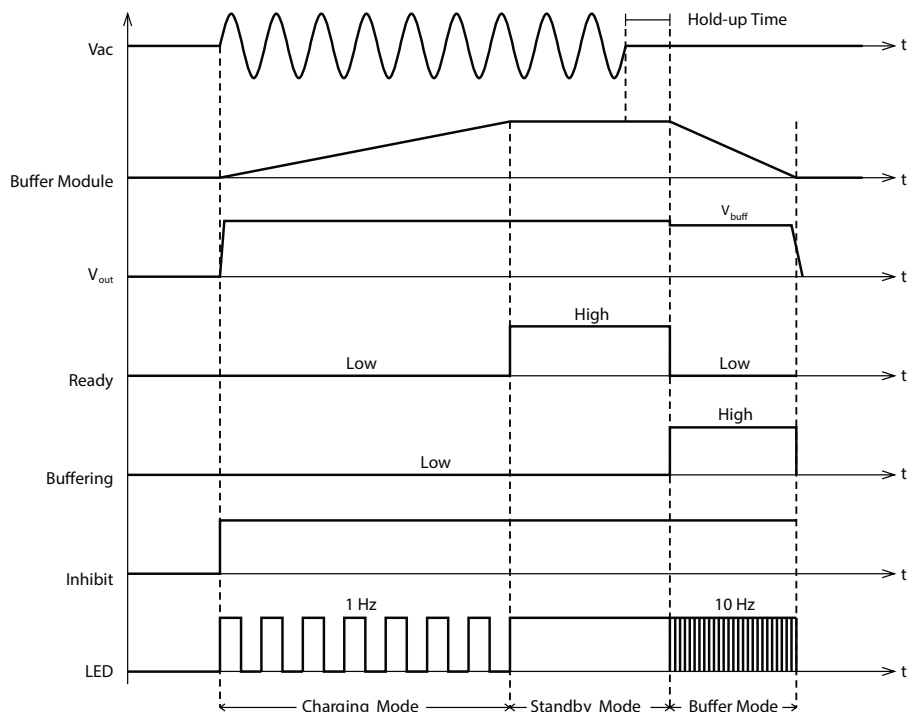 Hold-up Time
Vac
t
Buffer Module
t
Vbuff
Vout
t
High
Low
Low
Ready
t
High
Low
Buffering
t
Inhibit
t
1 Hz
10 Hz
LED
t
Charging Mode
Standby Mode
Buffer Mode